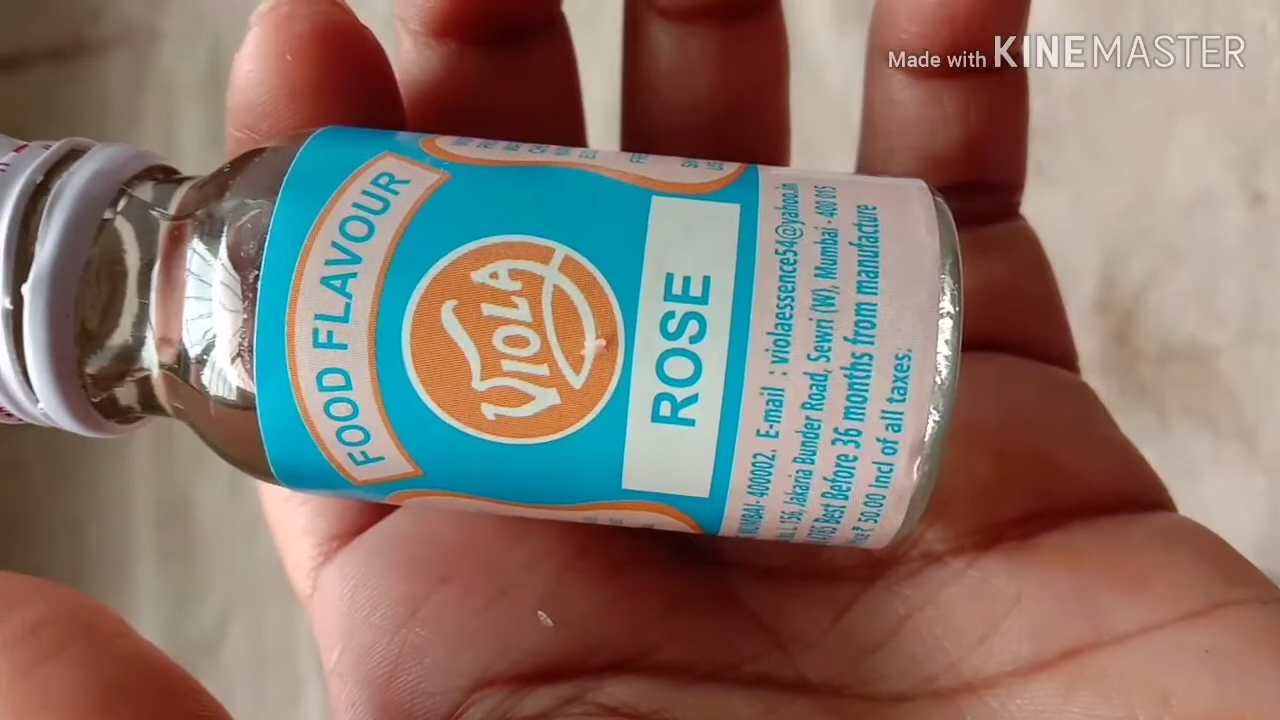 Made with KINEMASTER
FOOD FLAVOUR
VIOLA
ROSE
MUMBAI- 400002. E-mail : violaessence54@yahoo.in
156, Jakaria Bunder Road, Sewri (W), Mumbai - 400 015
Best Before 36 months from manufacture
₹ 50.00 Incl of all taxes.